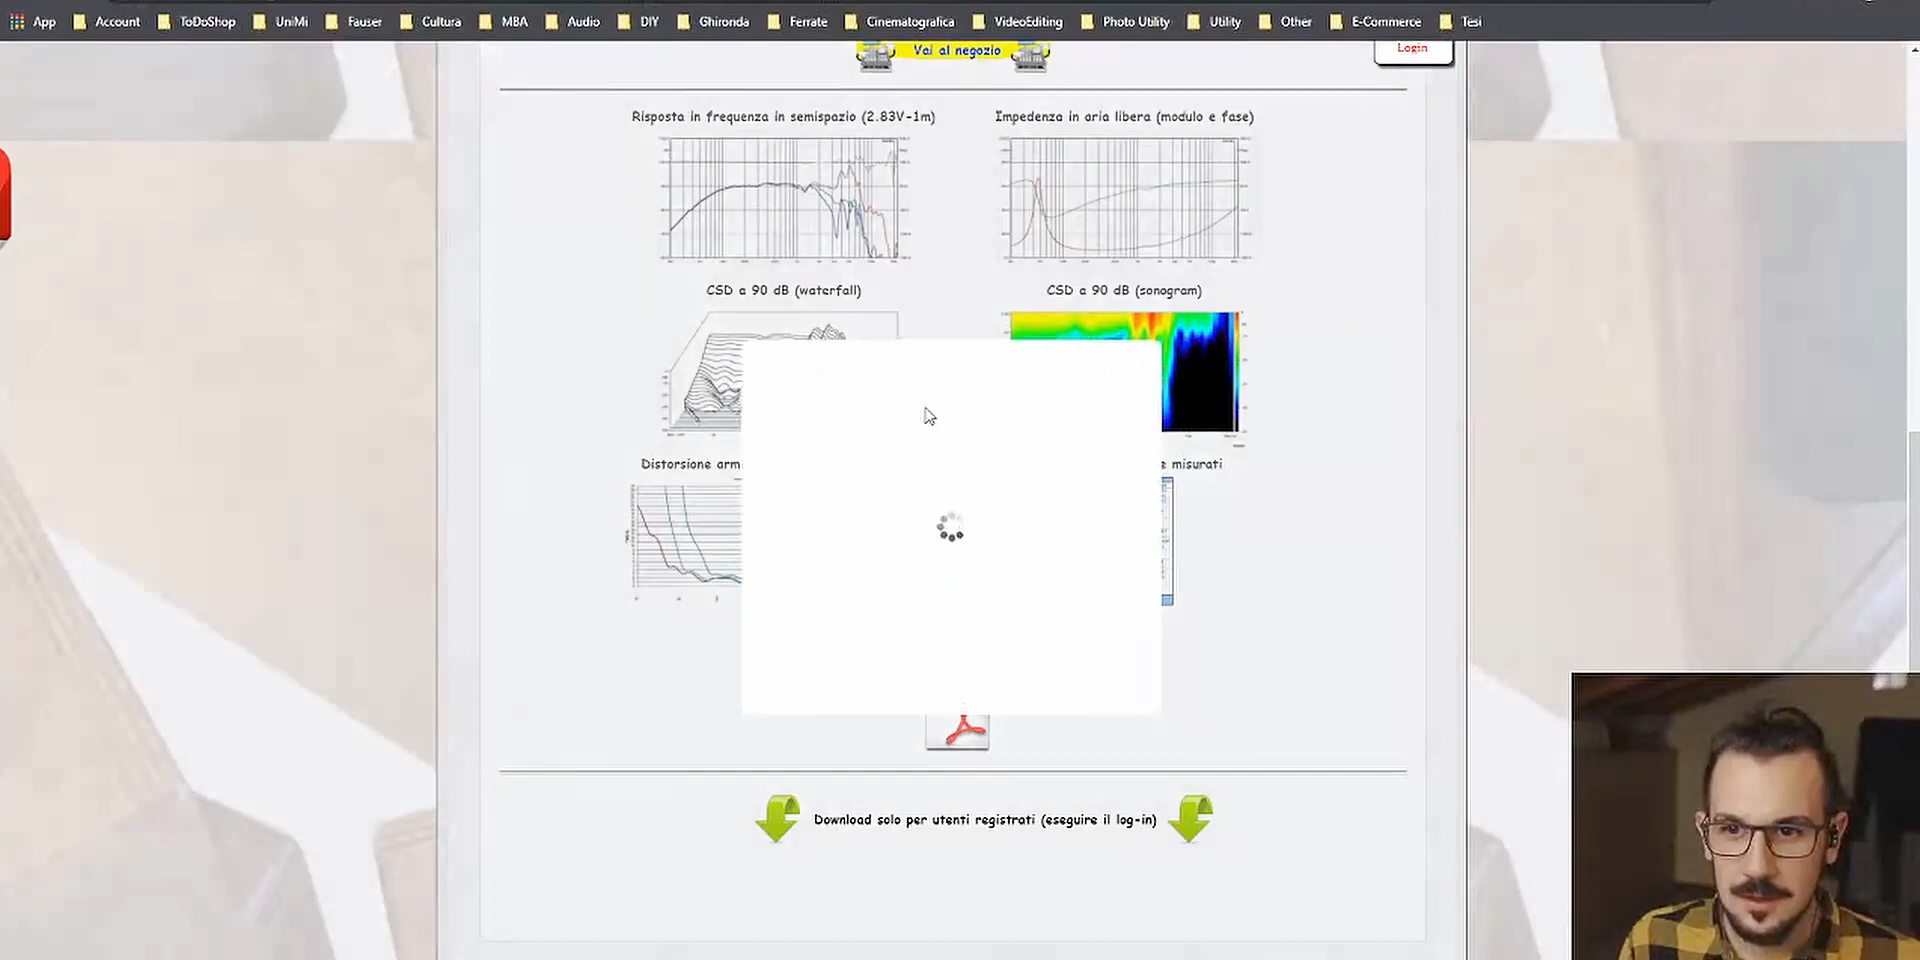 App Account ToDoShop UniMi Fauser Cultura MBA Audio DIY Ghironda Ferrate Cinematografica VideoEditing Photo Utility Utility Other E-Commerce Tesi
Vai al negozio
Login
Risposta in frequenza in semispazio (2.83V-1m)
Impedenza in aria libera (modulo e fase)
CSD a 90 dB (waterfall)
CSD a 90 dB (sonogram)
Distorsione arm
e misurati
Download solo per utenti registrati (eseguire il log-in)